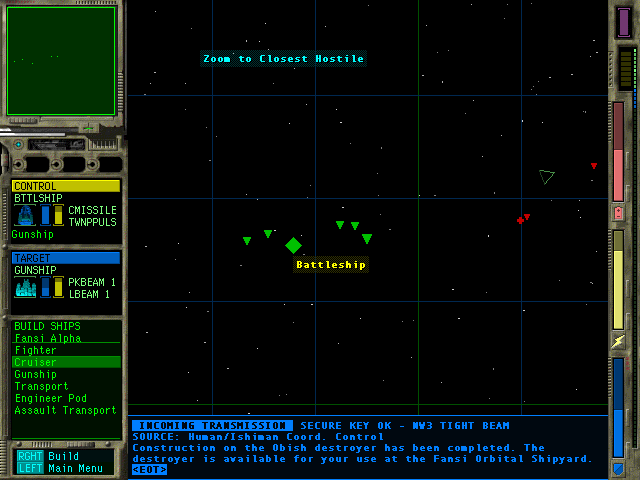 Zoom to Closest Hostile
CONTROL
BTTLSHIP
CMISSILE
TWNPPULS
Gunship
Battleship
TARGET
GUNSHIP
PKBEAM 1
LBEAM 1
BUILD SHIPS
Fansi Alpha
Fighter
Cruiser
Gunship
Transport
Engineer Pod
Assault Transport
RGHT Build
LEFT Main Menu
INCOMING TRANSMISSION SECURE KEY OK - NW3 TIGHT BEAM
SOURCE: Human/Ishiman Coord. Control
Construction on the Obish destroyer has been completed. The
destroyer is available for your use at the Fansi Orbital Shipyard.
<EOT>